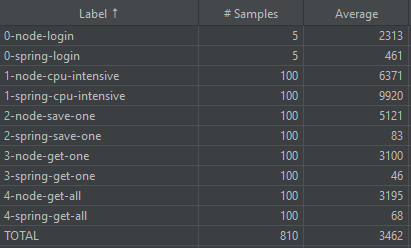 Label ↑ # Samples Average
0-node-login 5 2313
0-spring-login 5 461
1-node-cpu-intensive 100 6371
1-spring-cpu-intensive 100 9920
2-node-save-one 100 5121
2-spring-save-one 100 83
3-node-get-one 100 3100
3-spring-get-one 100 46
4-node-get-all 100 3195
4-spring-get-all 100 68
TOTAL 810 3462